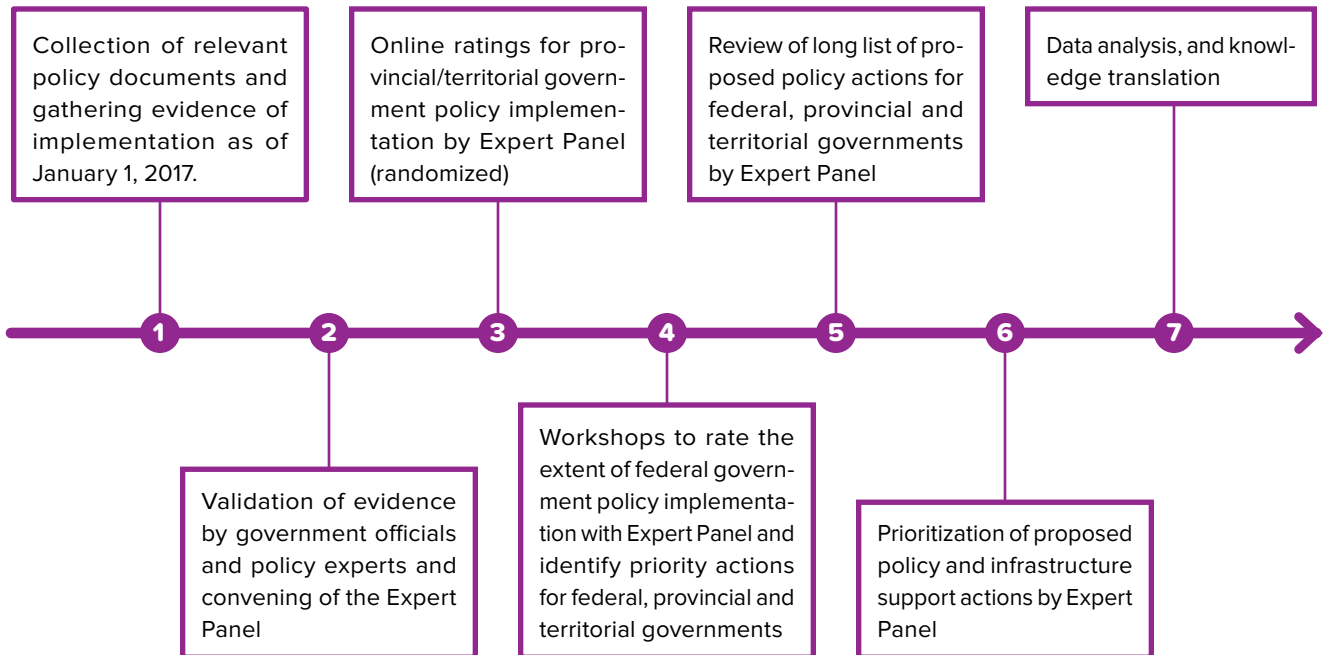 Collection of relevant
policy documents and
gathering evidence of
implementation as of
January 1, 2017.
Online ratings for pro-
vincial/territorial govern-
ment policy implemen-
tation by Expert Panel
(randomized)
Review of long list of pro-
posed policy actions for
federal, provincial and
territorial governments
by Expert Panel
Data analysis, and knowl-
edge translation
1
2
3
4
5
6
7
Validation of evidence
by government officials
and policy experts and
convening of the Expert
Panel
Workshops to rate the
extent of federal govern-
ment policy implementa-
tion with Expert Panel and
identify priority actions
for federal, provincial and
territorial governments
Prioritization of proposed
policy and infrastructure
support actions by Expert
Panel